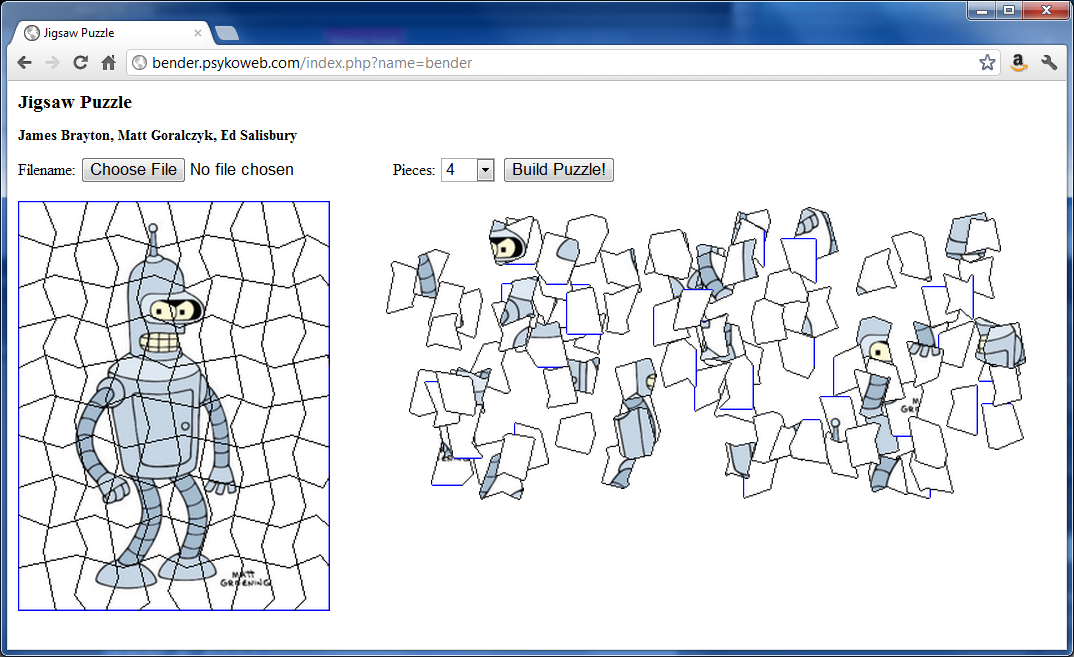 Jigsaw Puzzle
bender.psykoweb.com/index.php?name=bender
Jigsaw Puzzle
James Brayton, Matt Goralczyk, Ed Salisbury
Filename: Choose File No file chosen Pieces: 4 Build Puzzle!
MATT
GROENING